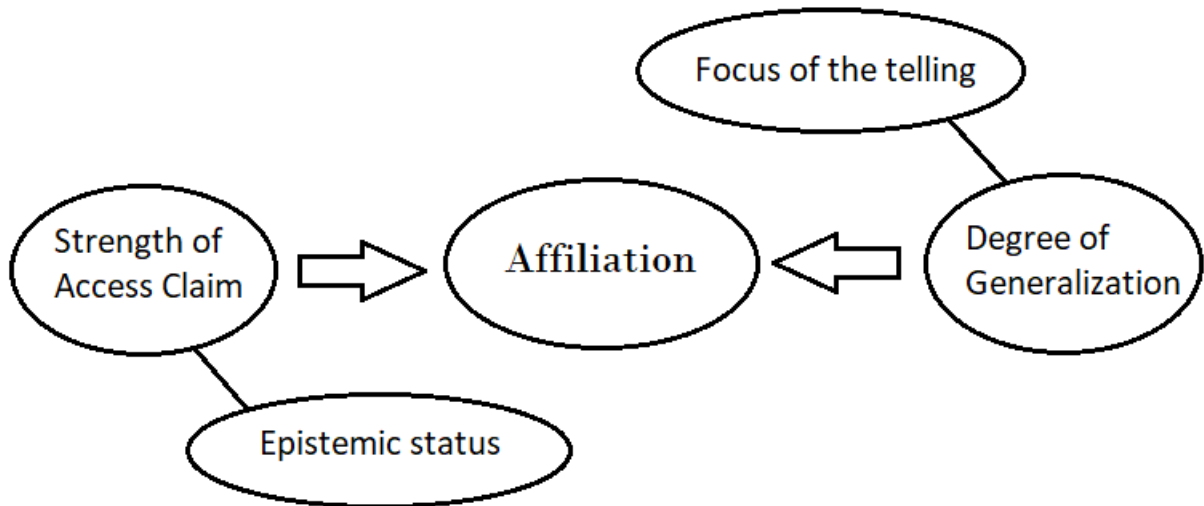 Focus of the telling
Strength of
Access Claim
Affiliation
Degree of
Generalization
Epistemic status